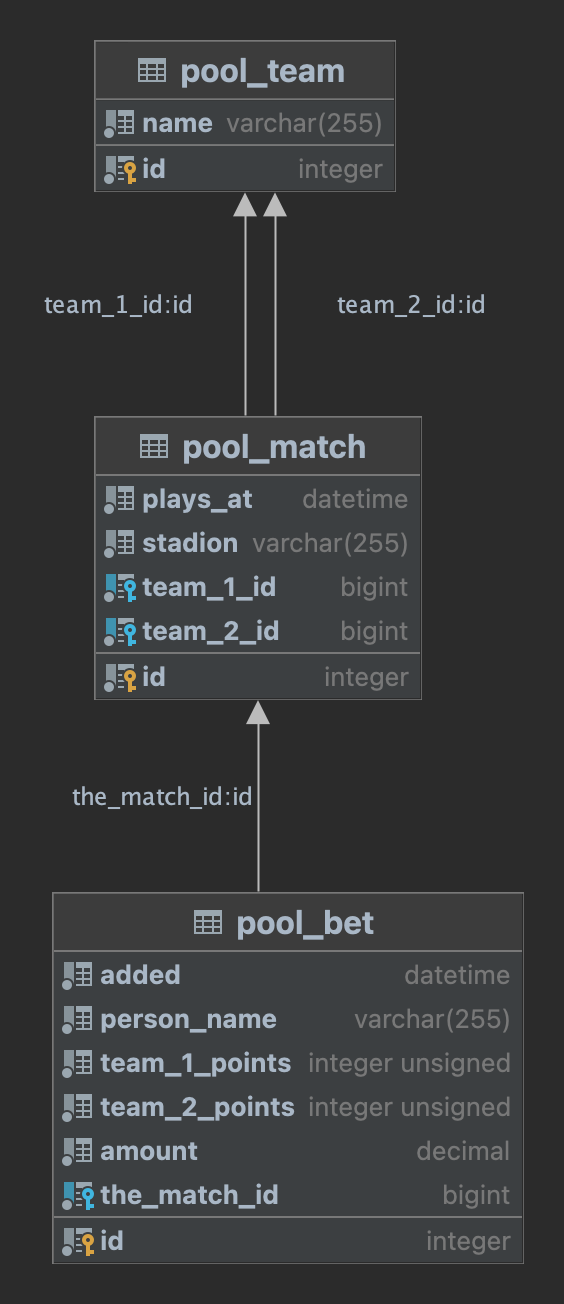 pool_team
name varchar(255)
id integer
team_1_id:id team_2_id:id
pool_match
plays_at datetime
stadion varchar(255)
team_1_id bigint
team_2_id bigint
id integer
the_match_id:id
pool_bet
added datetime
person_name varchar(255)
team_1_points integer unsigned
team_2_points integer unsigned
amount decimal
the_match_id bigint
id integer